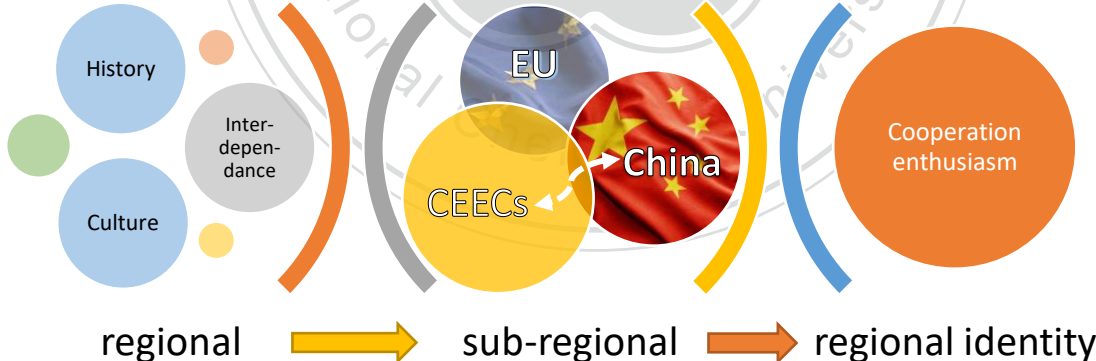 History
Inter-
depen-
dance
Culture
EU
China
CEECs
Cooperation
enthusiasm
regional
sub-regional
regional identity